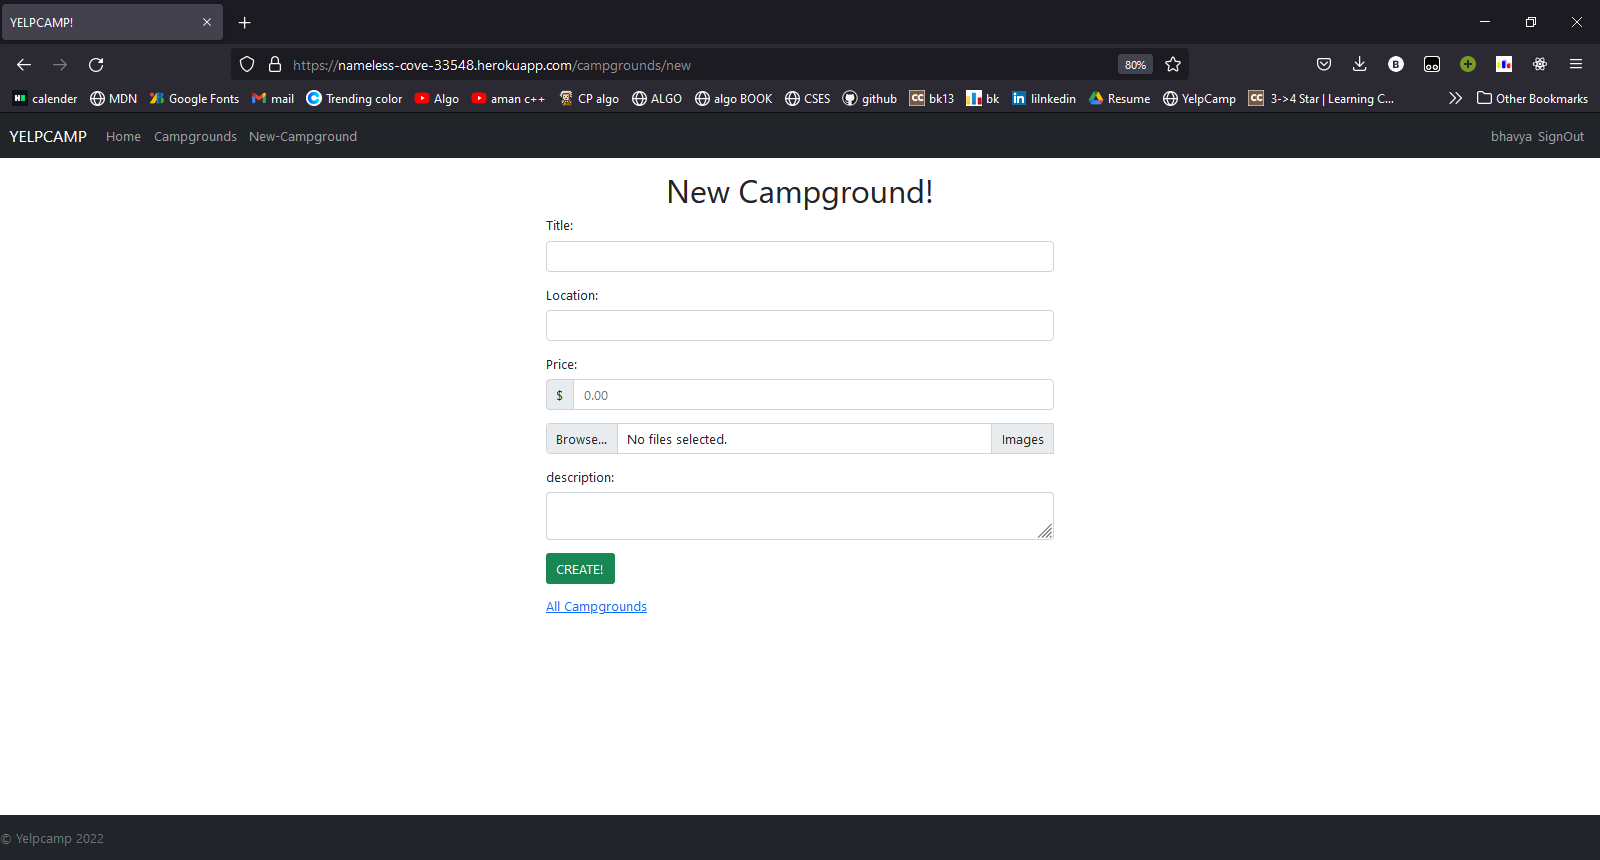 YELPCAMP!
https://nameless-cove-33548.herokuapp.com/campgrounds/new 80% B
calender MDN Google Fonts mail Trending color Algo aman c++ CP algo ALGO algo BOOK CSES github CC bk13 bk in lilnkedin Resume YelpCamp CC 3->4 Star | Learning C... Other Bookmarks
YELPCAMP Home Campgrounds New-Campground bhavya SignOut
New Campground!
Title:
Location:
Price:
$ 0.00
Browse... No files selected. Images
description:
CREATE!
All Campgrounds
© Yelpcamp 2022